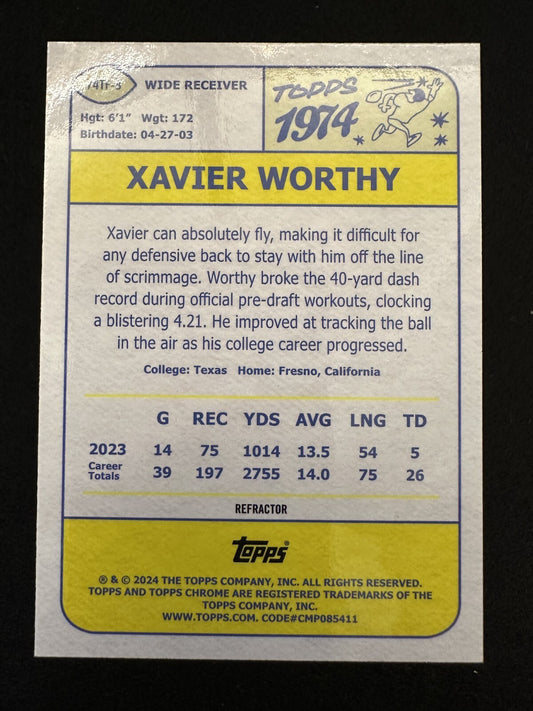 74TF-3 WIDE RECEIVER
Hgt: 6'1" Wgt: 172
Birthdate: 04-27-03
TOPPS
1974
XAVIER WORTHY
Xavier can absolutely fly, making it difficult for
any defensive back to stay with him off the line
of scrimmage. Worthy broke the 40-yard dash
record during official pre-draft workouts, clocking
a blistering 4.21. He improved at tracking the ball
in the air as his college career progressed.
College: Texas Home: Fresno, California
G REC YDS AVG LNG TD
2023 14 75 1014 13.5 54 5
Career
Totals 39 197 2755 14.0 75 26
REFRACTOR
topps®
® & © 2024 THE TOPPS COMPANY, INC. ALL RIGHTS RESERVED.
TOPPS AND TOPPS CHROME ARE REGISTERED TRADEMARKS OF THE
TOPPS COMPANY, INC.
WWW.TOPPS.COM. CODE#CMP085411